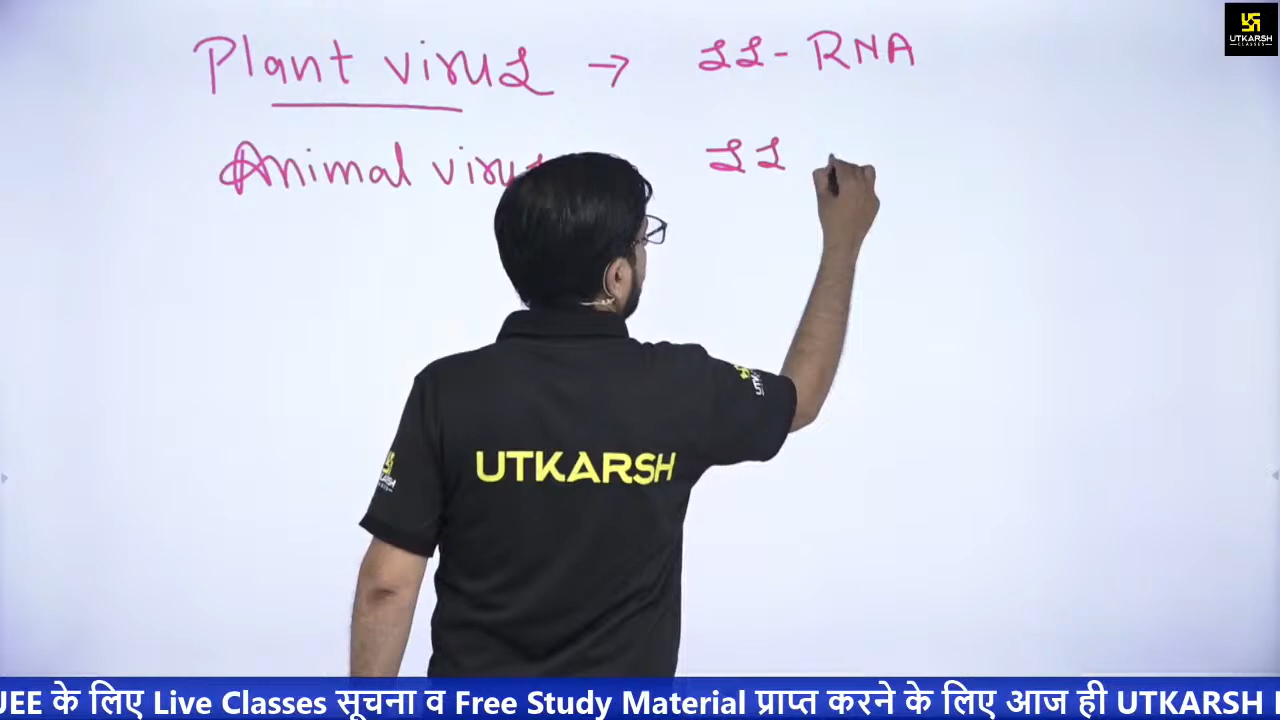 UTKARSH
CLASSES
Plant virus → ss-RNA
Animal virus ss
UTKARSH
JEE के लिए Live Classes सूचना व Free Study Material प्राप्त करने के लिए आज ही UTKARSH